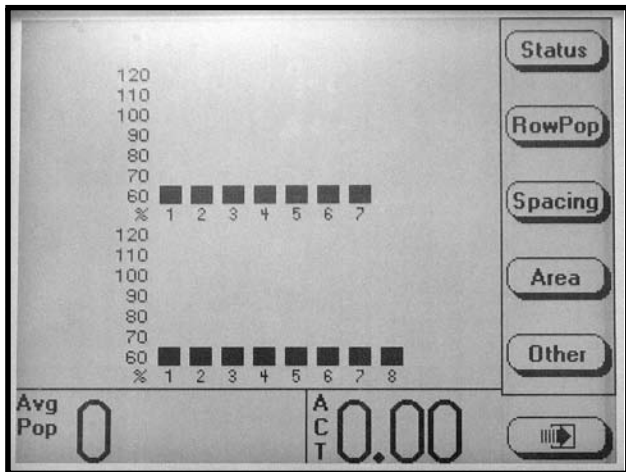 Status
120
110
100
90
80
70
60
% 1 2 3 4 5 6 7
RowPop
Spacing
120
110
100
90
80
70
60
% 1 2 3 4 5 6 7 8
Area
Other
Avg
Pop 0
ACT 0.00